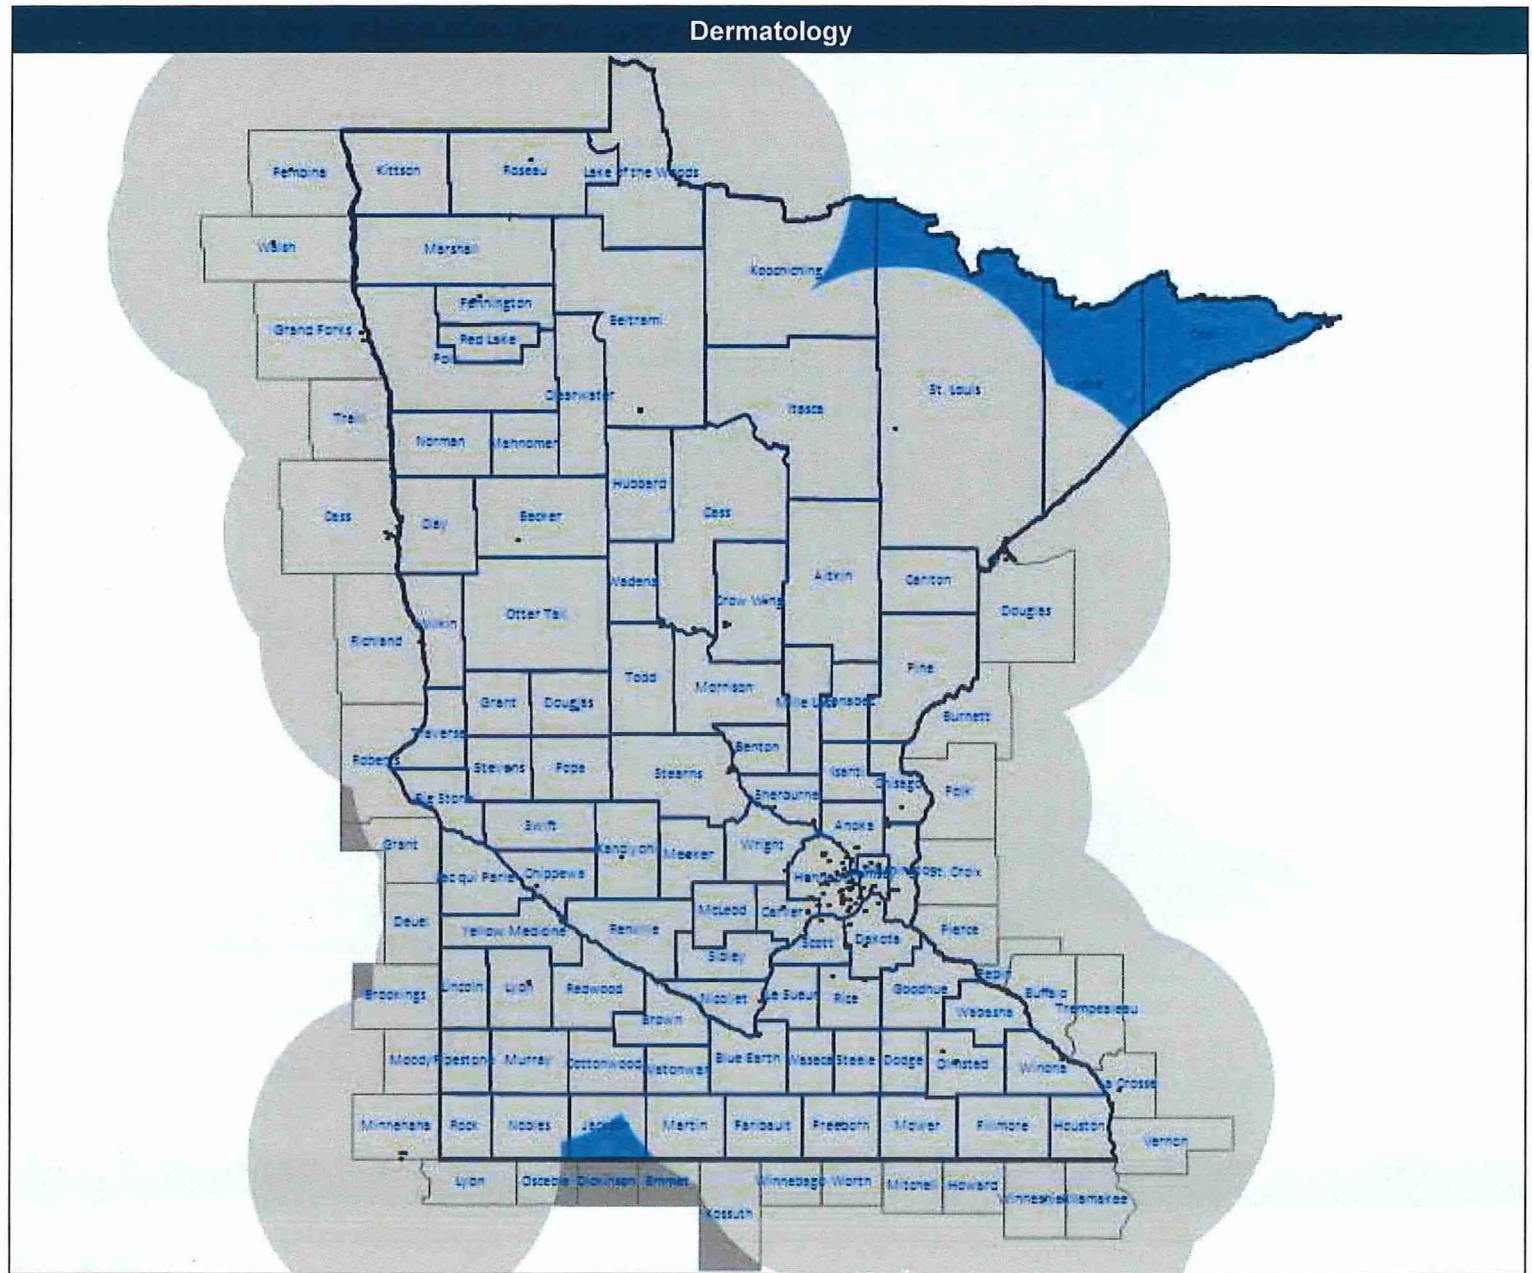 Dermatology
Pembina
Kittson
Roseau
Lake of the Woods
Walsh
Marshall
Koochiching
Pennington
Grand Forks
Beltrami
Red Lake
Cook
Lake
Clearwater
St. Louis
Itasca
Traill
Norman
Mahnomen
Hubbard
Cass
Clay
Becker
Cass
Aitkin
Carlton
Wadena
Crow Wing
Douglas
Otter Tail
Wilkin
Richland
Pine
Todd
Morrison
Grant
Douglas
Mille Lacs
Kanabec
Burnett
Traverse
Benton
Roberts
Stevens
Pope
Stearns
Isanti
Chisago
Polk
Big Stone
Sherburne
Swift
Anoka
Grant
Kandiyohi
Meeker
Wright
Lac qui Parle
Chippewa
St. Croix
McLeod
Carver
Deuel
Yellow Medicine
Renville
Scott
Dakota
Pierce
Sibley
Pepin
Brookings
Lincoln
Lyon
Redwood
Nicollet
Le Sueur
Rice
Goodhue
Buffalo
Wabasha
Trempealeau
Brown
Moody
Pipestone
Murray
Cottonwood
Watonwan
Blue Earth
Waseca
Steele
Dodge
Olmsted
Winona
La Crosse
Minnehaha
Rock
Nobles
Jackson
Martin
Faribault
Freeborn
Mower
Fillmore
Houston
Vernon
Lyon
Osceola
Dickinson
Emmet
Winnebago
Worth
Mitchell
Howard
Winneshiek
Allamakee
Kossuth